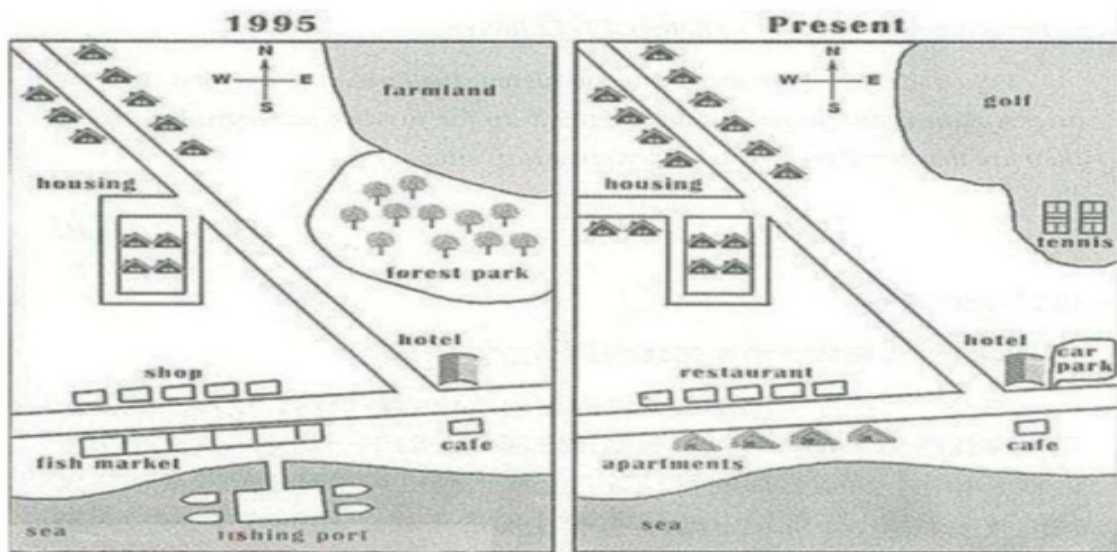 1995
N
W E
S
farmland
housing
forest park
hotel
shop
cafe
fish market
sea
fishing port
Present
N
W E
S
golf
housing
tennis
hotel
car
park
restaurant
cafe
apartments
sea